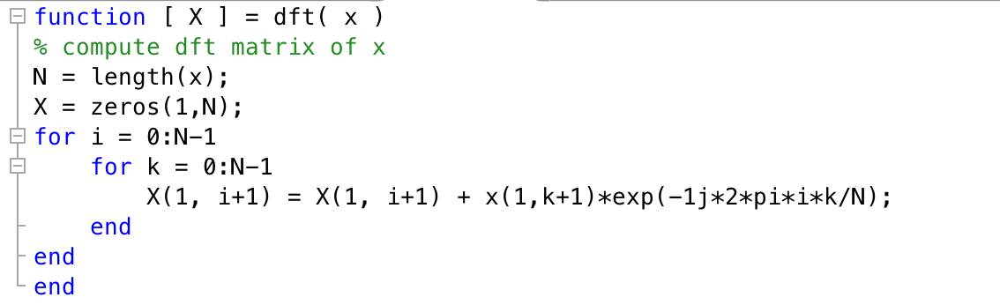 function [ X ] = dft( x )
% compute dft matrix of x
N = length(x);
X = zeros(1,N);
for i = 0:N-1
    for k = 0:N-1
        X(1, i+1) = X(1, i+1) + x(1,k+1)*exp(-1j*2*pi*i*k/N);
    end
end
end